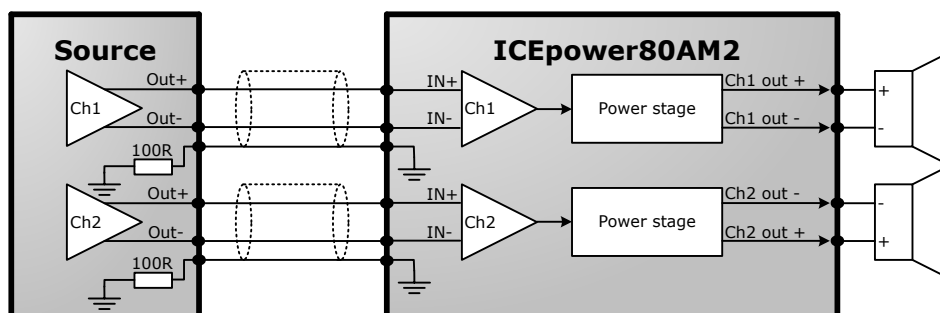 Source
ICEpower80AM2
Out+
IN+
Ch1 out +
Ch1
Ch1
Power stage
+
Out-
IN-
Ch1 out -
-
100R
Out+
IN+
Ch2 out -
Ch2
Ch2
Power stage
-
Out-
IN-
Ch2 out +
+
100R